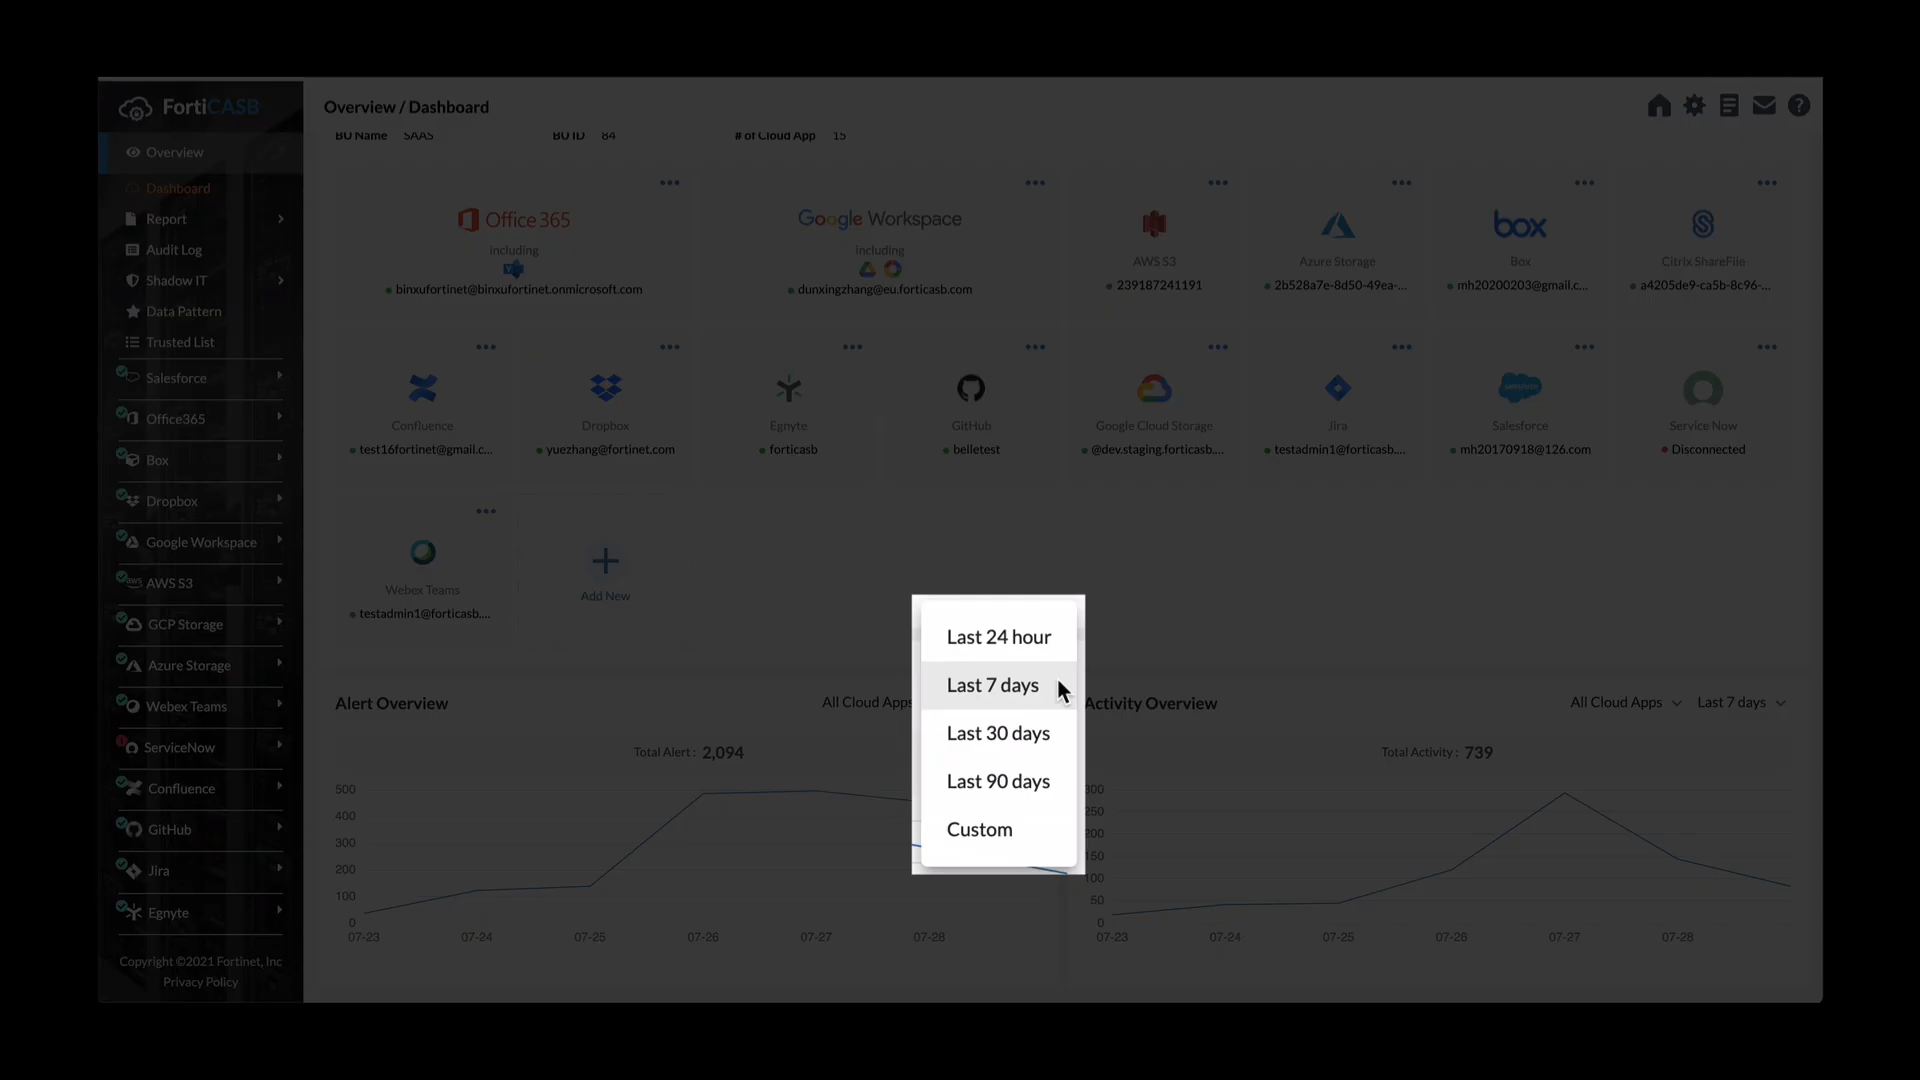 FortiCASB
Overview / Dashboard
BU Name SAAS BU ID 84 # of Cloud App 15
Overview
Dashboard
Report
Audit Log
Shadow IT
Data Pattern
Trusted List
Salesforce
Office365
Box
Dropbox
Google Workspace
aws AWS S3
GCP Storage
Azure Storage
Webex Teams
ServiceNow
Confluence
GitHub
Jira
Egnyte
Copyright ©2021 Fortinet, Inc
Privacy Policy
Office 365
including
binxufortinet@binxufortinet.onmicrosoft.com
Google Workspace
including
dunxingzhang@eu.forticasb.com
AWS S3
239187241191
Azure Storage
2b528a7e-8d50-49ea-...
box
Box
mh20200203@gmail.c...
Citrix ShareFile
a4205de9-ca5b-8c96-...
Confluence
test16fortinet@gmail.c...
Dropbox
yuezhang@fortinet.com
Egnyte
forticasb
GitHub
belletest
Google Cloud Storage
@dev.staging.forticasb....
Jira
testadmin1@forticasb....
salesforce
Salesforce
mh20170918@126.com
Service Now
Disconnected
Webex Teams
testadmin1@forticasb....
Add New
Last 24 hour
Last 7 days
Last 30 days
Last 90 days
Custom
Alert Overview
All Cloud Apps
Total Alert : 2,094
500
400
300
200
100
0
07-23 07-24 07-25 07-26 07-27 07-28
Activity Overview
All Cloud Apps Last 7 days
Total Activity : 739
300
250
200
150
100
50
0
07-23 07-24 07-25 07-26 07-27 07-28